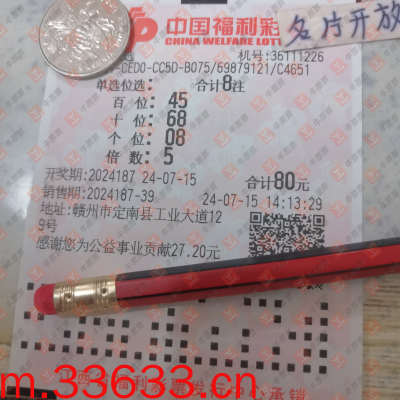 中国福利彩
CHINA WELFARE LOTT
名片开放
机号:36111226
-CED0-CC5D-B075/69879121/C4651
单选位选: 合计8注
百位: 45
十位: 68
个位: 08
倍数: 5
开奖期:2024187 24-07-15 合计80元
销售期:2024187-39 24-07-15 14:13:29
地址:赣州市定南县工业大道12
9号
感谢您为公益事业贡献27.20元
m.33633.cn